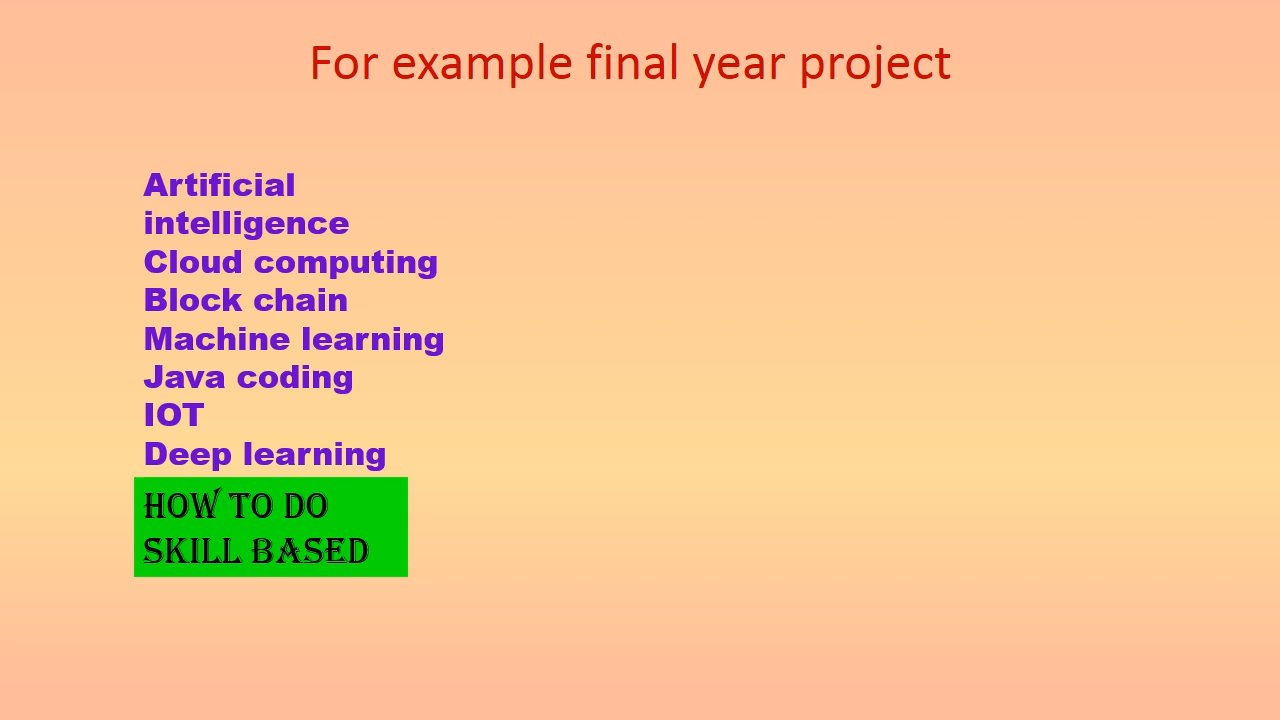 For example final year project
Artificial
intelligence
Cloud computing
Block chain
Machine learning
Java coding
IOT
Deep learning
HOW TO DO
SKILL BASED